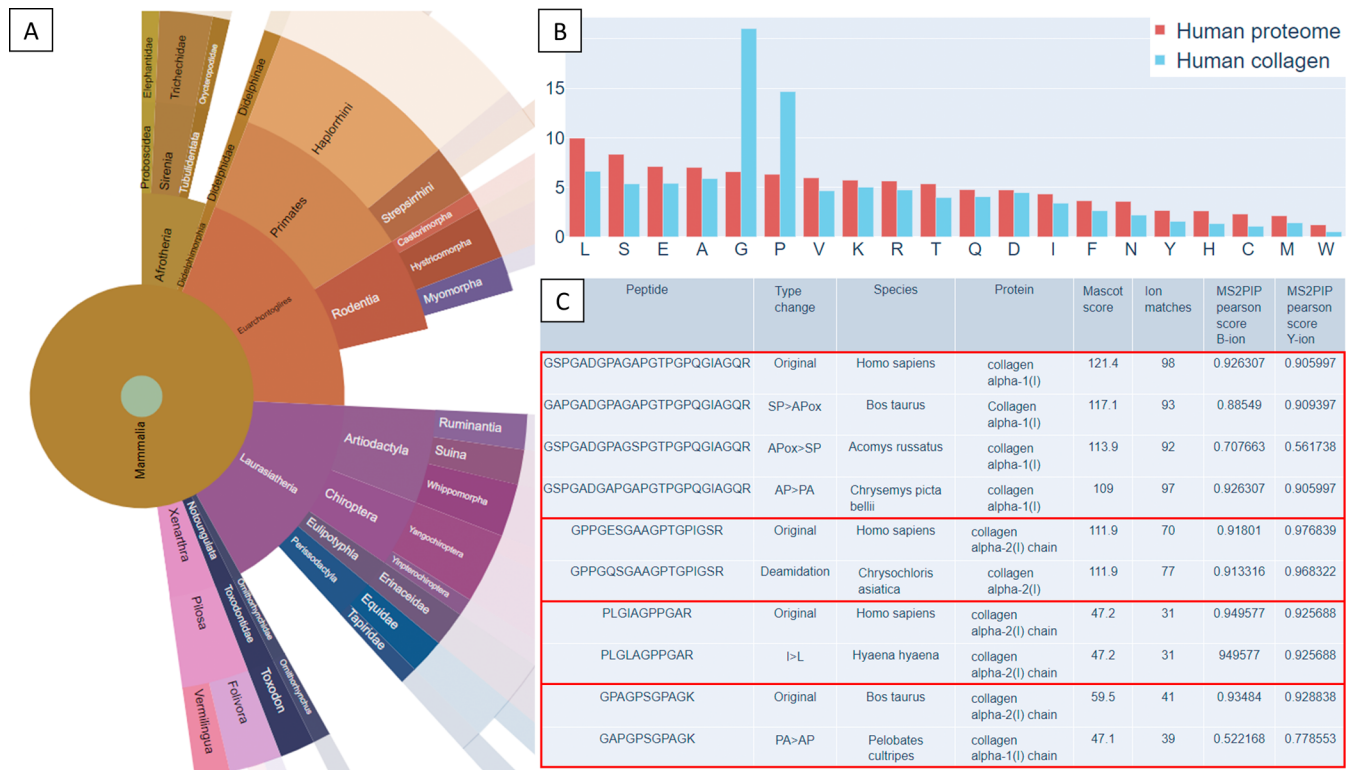 A
Elephantidae
Trichechidae
Orycteropodidae
Proboscidea
Sirenia
Tubulidentata
Afrotheria
Didelphinae
Didelphidae
Didelphimorphia
Haplorrhini
Primates
Strepsirrhini
Castorimorpha
Hystricomorpha
Myomorpha
Rodentia
Euarchontoglires
Mammalia
Laurasiatheria
Artiodactyla
Ruminantia
Suina
Whippomorpha
Chiroptera
Yangochiroptera
Yinpterochiroptera
Eulipotyphla
Erinaceidae
Perissodactyla
Equidae
Tapiridae
Xenarthra
Pilosa
Folivora
Vermilingua
Notoungulata
Toxodontidae
Toxodon
Ornithorhynchidae
Ornithorhynchus
B
Human proteome
Human collagen
15
10
5
0
L S E A G P V K R T Q D I F N Y H C M W
C
Peptide Type change Species Protein Mascot score Ion matches MS2PIP pearson score B-ion MS2PIP pearson score Y-ion
GSPGADGPAGAPGTPGPQGIAGQR Original Homo sapiens collagen alpha-1(I) 121.4 98 0.926307 0.905997
GAPGADGPAGAPGTPGPQGIAGQR SP>APox Bos taurus Collagen alpha-1(I) 117.1 93 0.88549 0.909397
GSPGADGPAGSPGTPGPQGIAGQR APox>SP Acomys russatus collagen alpha-1(I) 113.9 92 0.707663 0.561738
GSPGADGAPGAPGTPGPQGIAGQR AP>PA Chrysemys picta bellii collagen alpha-1(I) 109 97 0.926307 0.905997
GPPGESGAAGPTGPIGSR Original Homo sapiens collagen alpha-2(I) chain 111.9 70 0.91801 0.976839
GPPGQSGAAGPTGPIGSR Deamidation Chrysochloris asiatica collagen alpha-2(I) 111.9 77 0.913316 0.968322
PLGIAGPPGAR Original Homo sapiens collagen alpha-2(I) chain 47.2 31 0.949577 0.925688
PLGLAGPPGAR I>L Hyaena hyaena collagen alpha-2(I) chain 47.2 31 949577 0.925688
GPAGPSGPAGK Original Bos taurus collagen alpha-2(I) chain 59.5 41 0.93484 0.928838
GAPGPSGPAGK PA>AP Pelobates cultripes collagen alpha-1(I) chain 47.1 39 0.522168 0.778553